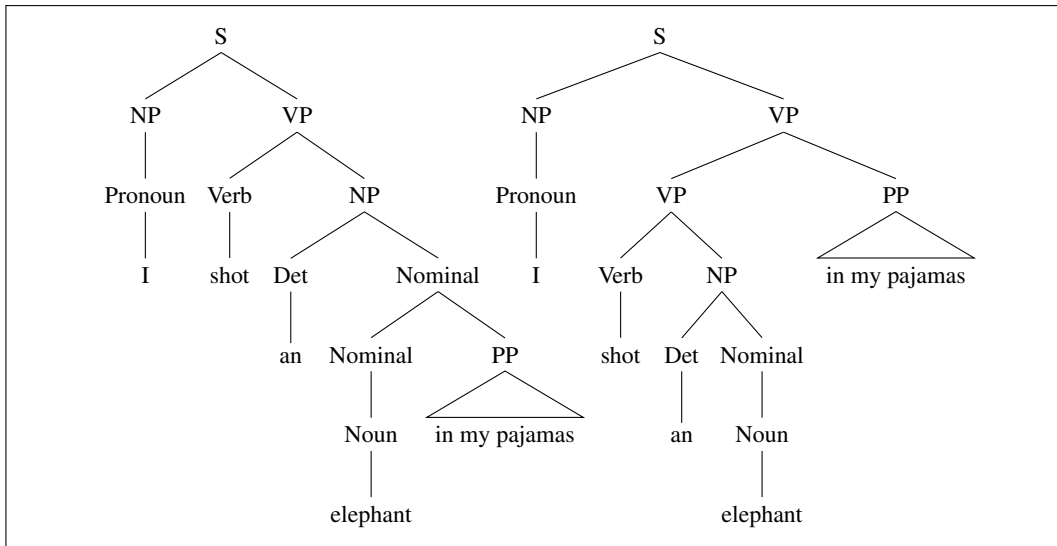 S S
NP VP NP VP
Pronoun Verb NP Pronoun VP PP
I shot Det Nominal I Verb NP in my pajamas
an Nominal PP shot Det Nominal
Noun in my pajamas an Noun
elephant elephant